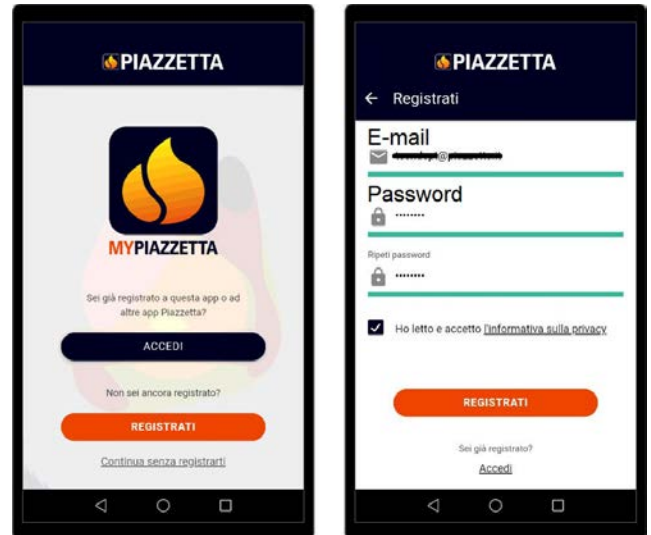 PIAZZETTA
MYPIAZZETTA
Sei già registrato a questa app o ad
altre app Piazzetta?
ACCEDI
Non sei ancora registrato?
REGISTRATI
Continua senza registrarti
PIAZZETTA
← Registrati
E-mail
Password
········
Ripeti password
········
Ho letto e accetto l'informativa sulla privacy
REGISTRATI
Sei già registrato?
Accedi